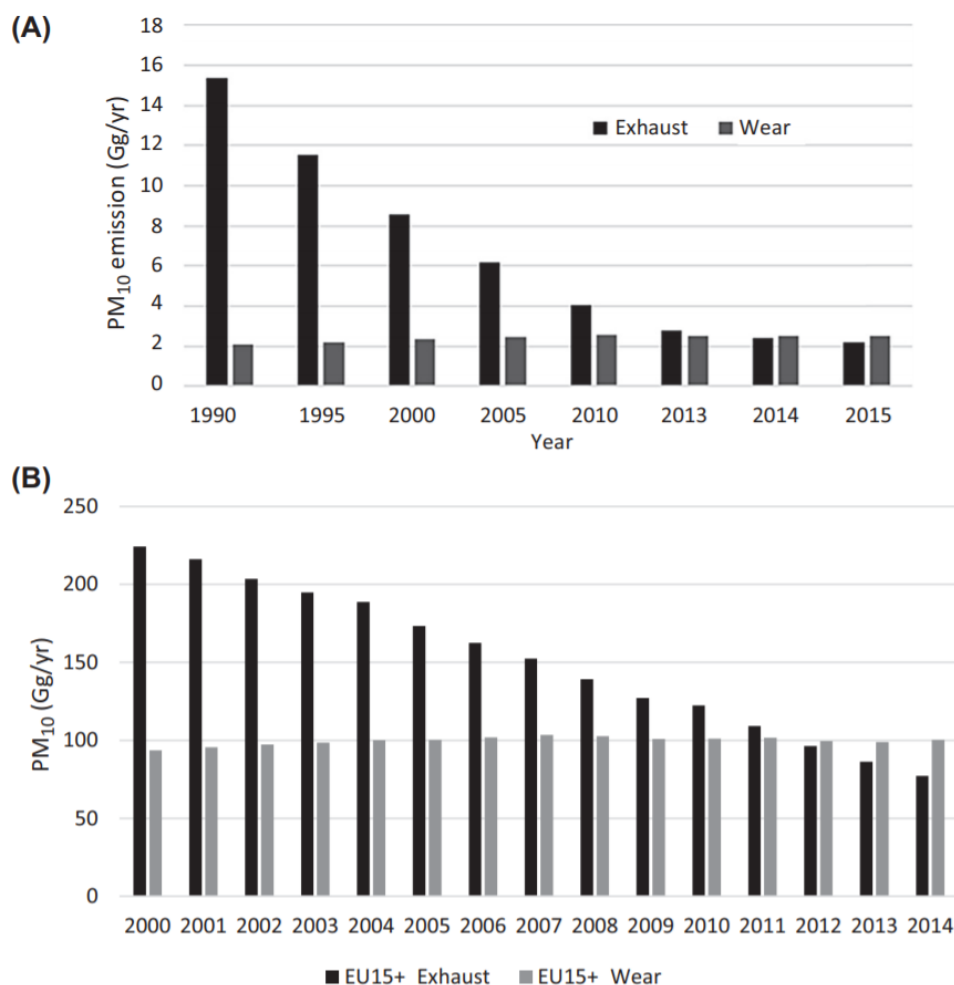 (A)
PM10 emission (Gg/yr)
18
16
14
12
10
8
6
4
2
0
Exhaust Wear
1990 1995 2000 2005 2010 2013 2014 2015
Year
(B)
PM10 (Gg/yr)
250
200
150
100
50
0
2000 2001 2002 2003 2004 2005 2006 2007 2008 2009 2010 2011 2012 2013 2014
EU15+ Exhaust EU15+ Wear